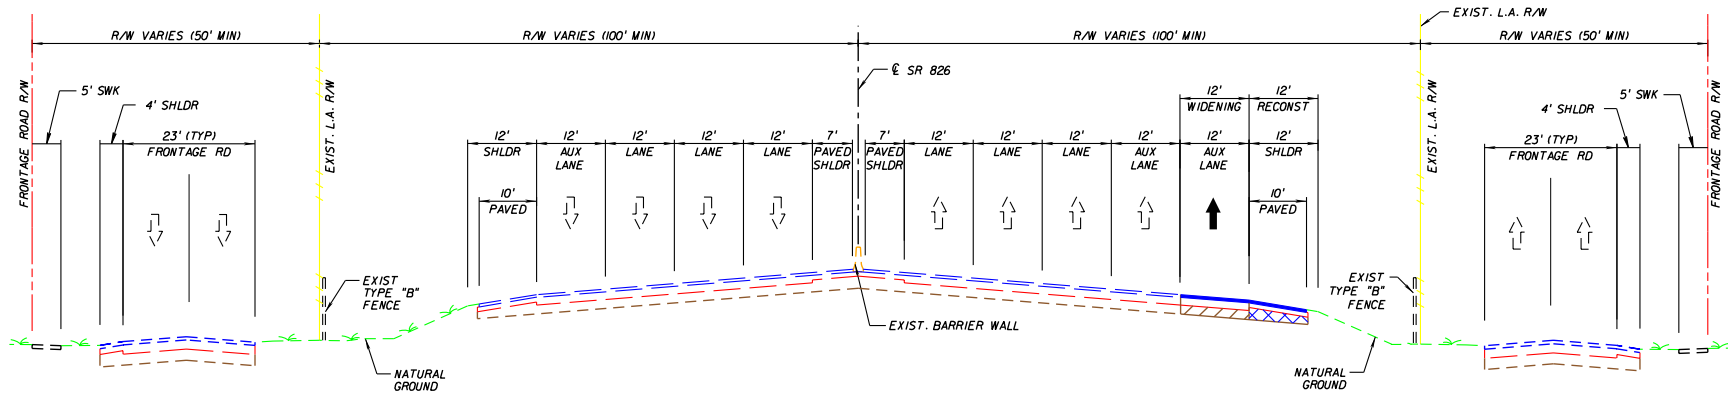 EXIST. L.A. R/W
R/W VARIES (50' MIN)
R/W VARIES (100' MIN)
R/W VARIES (100' MIN)
R/W VARIES (50' MIN)
℄ SR 826
FRONTAGE ROAD R/W
5' SWK
4' SHLDR
23' (TYP)
FRONTAGE RD
EXIST. L.A. R/W
12'
SHLDR
10'
PAVED
12'
AUX
LANE
12'
LANE
12'
LANE
12'
LANE
7'
PAVED
SHLDR
7'
PAVED
SHLDR
12'
LANE
12'
LANE
12'
LANE
12'
AUX
LANE
12'
WIDENING
12'
AUX
LANE
12'
RECONST
12'
SHLDR
10'
PAVED
EXIST. L.A. R/W
23' (TYP)
FRONTAGE RD
4' SHLDR
5' SWK
FRONTAGE ROAD R/W
EXIST
TYPE "B"
FENCE
EXIST
TYPE "B"
FENCE
EXIST. BARRIER WALL
NATURAL
GROUND
NATURAL
GROUND